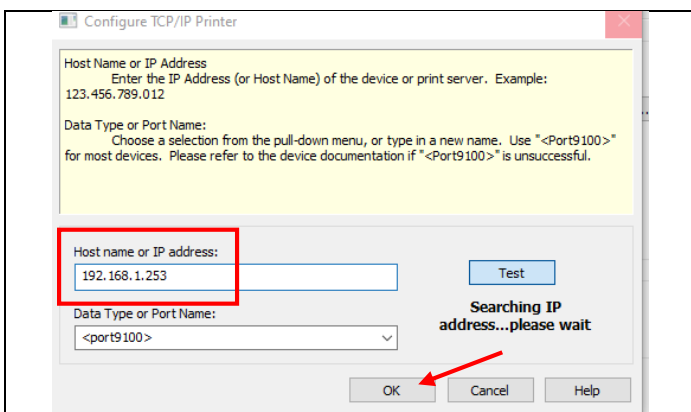 Configure TCP/IP Printer
Host Name or IP Address
Enter the IP Address (or Host Name) of the device or print server. Example:
123.456.789.012
Data Type or Port Name:
Choose a selection from the pull-down menu, or type in a new name. Use "<Port9100>"
for most devices. Please refer to the device documentation if "<Port9100>" is unsuccessful.
Host name or IP address:
192.168.1.253
Test
Data Type or Port Name:
Searching IP
address...please wait
<port9100>
OK
Cancel
Help